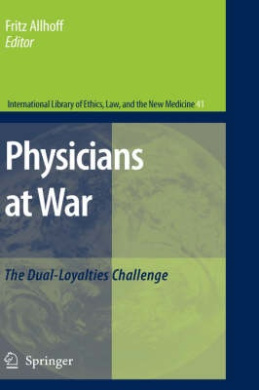 Fritz Allhoff
Editor
International Library of Ethics, Law, and the New Medicine 41
Physicians
at War
The Dual-Loyalties Challenge
Springer